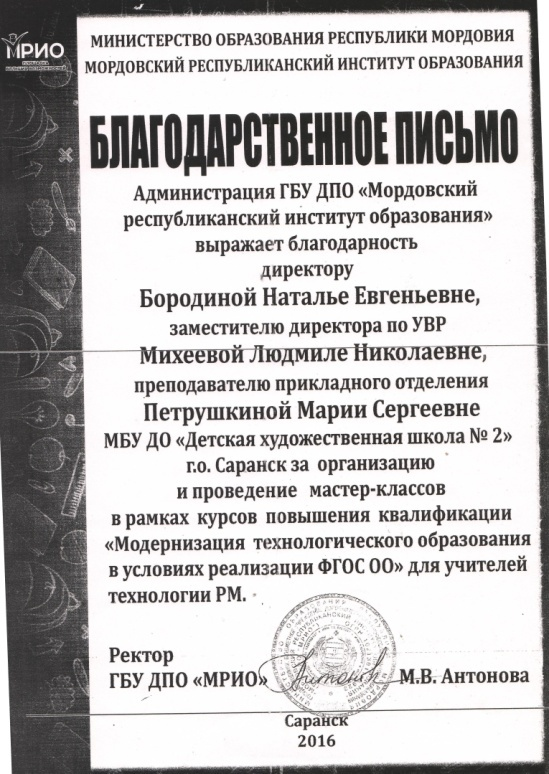 МРИО
МИНИСТЕРСТВО ОБРАЗОВАНИЯ РЕСПУБЛИКИ МОРДОВИЯ
МОРДОВСКИЙ РЕСПУБЛИКАНСКИЙ ИНСТИТУТ ОБРАЗОВАНИЯ
БЛАГОДАРСТВЕННОЕ ПИСЬМО
Администрация ГБУ ДПО «Мордовский
республиканский институт образования»
выражает благодарность
директору
Бородиной Наталье Евгеньевне,
заместителю директора по УВР
Михеевой Людмиле Николаевне,
преподавателю прикладного отделения
Петрушкиной Марии Сергеевне
МБУ ДО «Детская художественная школа № 2»
г.о. Саранск за организацию
и проведение мастер-классов
в рамках курсов повышения квалификации
«Модернизация технологического образования
в условиях реализации ФГОС ОО» для учителей
технологии РМ.
Ректор
ГБУ ДПО «МРИО» М.В. Антонова
Саранск
2016